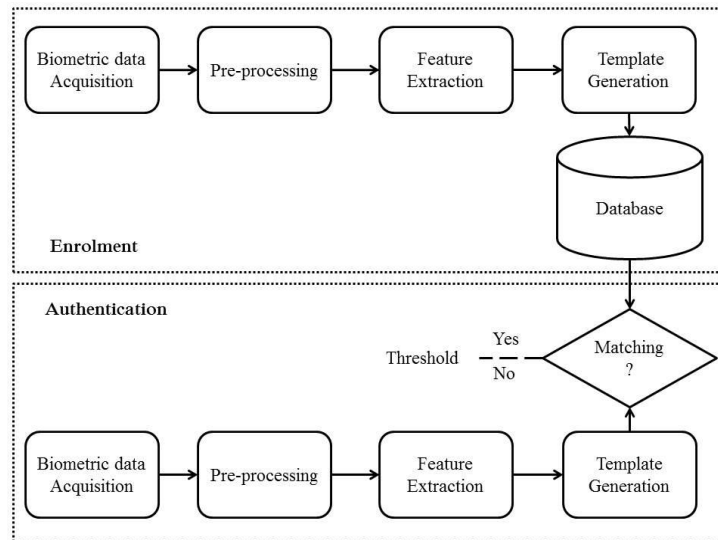 Biometric data
Acquisition
Pre-processing
Feature
Extraction
Template
Generation
Database
Enrolment
Authentication
Threshold
Yes
No
Matching
?
Biometric data
Acquisition
Pre-processing
Feature
Extraction
Template
Generation